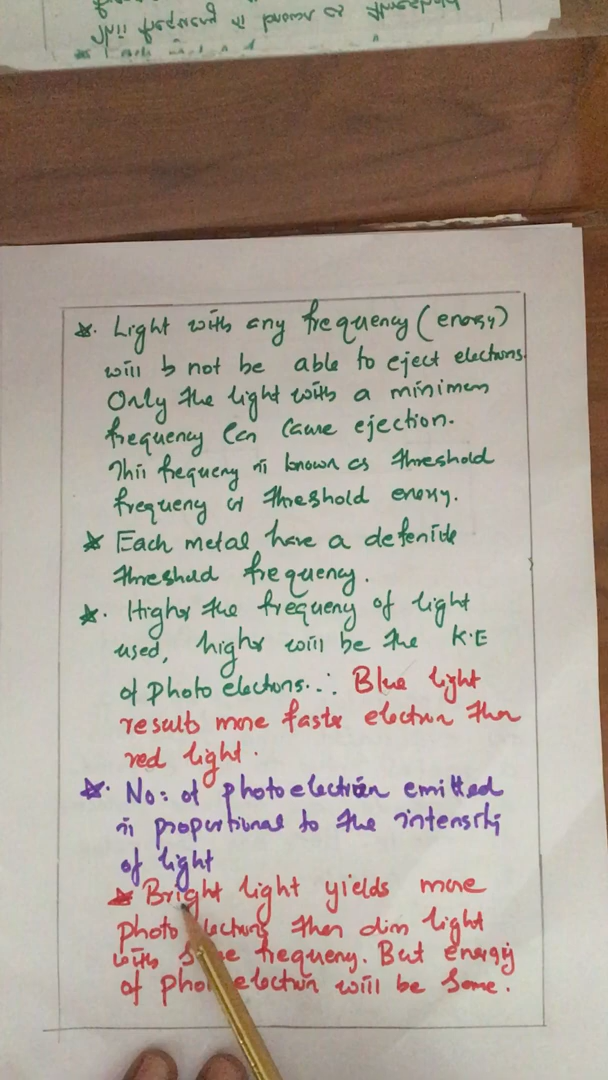 * Light with any frequency (energy)
will b not be able to eject electrons.
Only the light with a minimum
frequency can cause ejection.
This frequency is known as threshold
frequency or threshold energy.
* Each metal have a definite
threshold frequency.
* Higher the frequency of light
used, higher will be the K.E
of photo electrons. ∴ Blue light
results more faster electron than
red light.
* No: of photoelectron emitted
is proportional to the intensity
of light
* Bright light yields more
photo electrons than dim light
with same frequency. But energy
of photoelectron will be same.